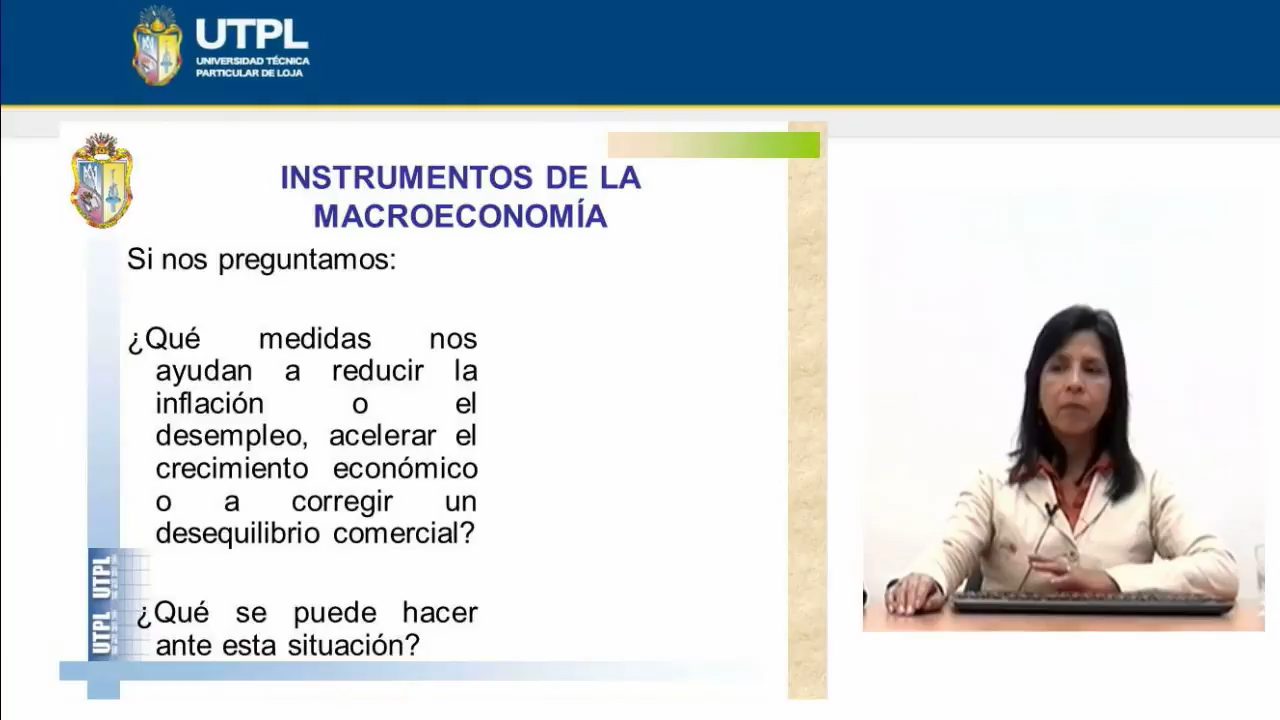 UTPL
UNIVERSIDAD TÉCNICA
PARTICULAR DE LOJA
INSTRUMENTOS DE LA
MACROECONOMÍA
Si nos preguntamos:
¿Qué medidas nos
ayudan a reducir la
inflación o el
desempleo, acelerar el
crecimiento económico
o a corregir un
desequilibrio comercial?
¿Qué se puede hacer
ante esta situación?
UTPL UTPL